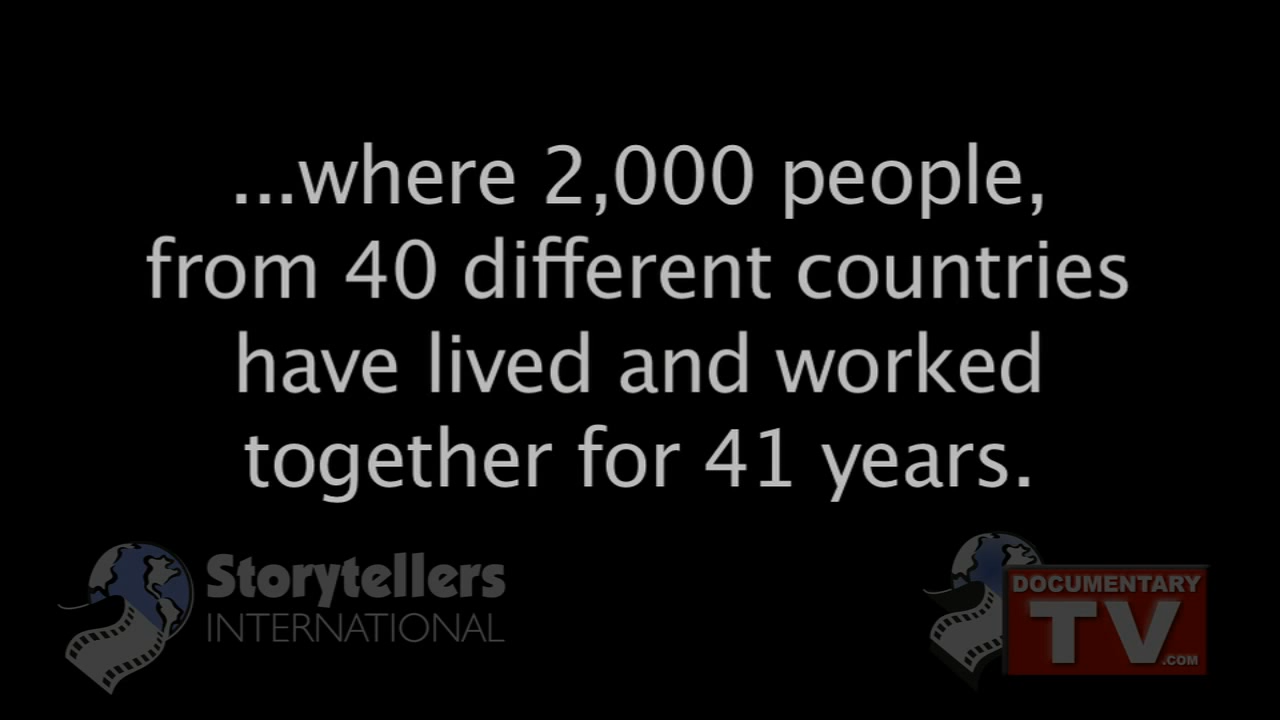 ...where 2,000 people,
from 40 different countries
have lived and worked
together for 41 years.
Storytellers
INTERNATIONAL
DOCUMENTARY
TV
.COM